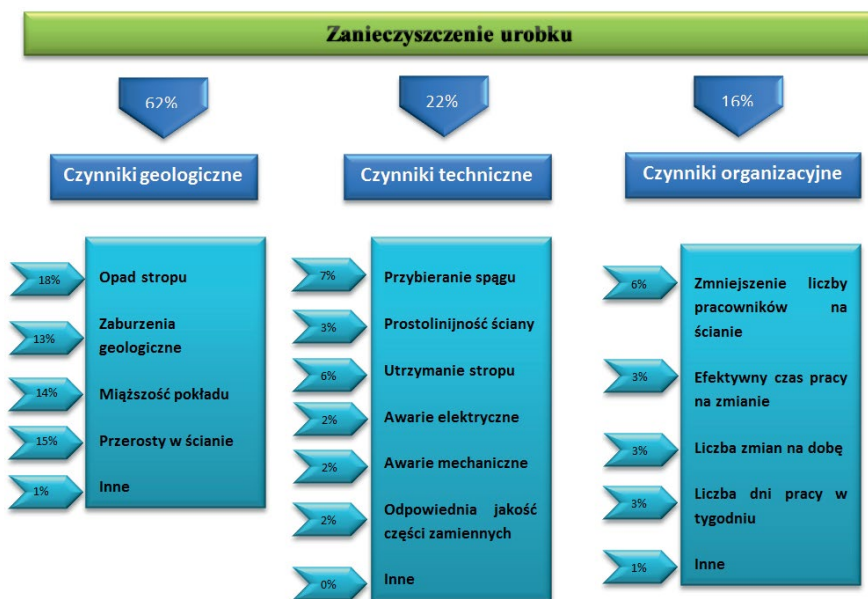 Zanieczyszczenie urobku
62%
22%
16%
Czynniki geologiczne
Czynniki techniczne
Czynniki organizacyjne
18% Opad stropu
13% Zaburzenia
geologiczne
14% Miąższość pokładu
15% Przerosty w ścianie
1% Inne
7% Przybieranie spągu
3% Prostolinijność ściany
6% Utrzymanie stropu
2% Awarie elektryczne
2% Awarie mechaniczne
2% Odpowiednia jakość
części zamiennych
0% Inne
6% Zmniejszenie liczby
pracowników na
ścianie
3% Efektywny czas pracy
na zmianie
3% Liczba zmian na dobę
3% Liczba dni pracy w
tygodniu
1% Inne